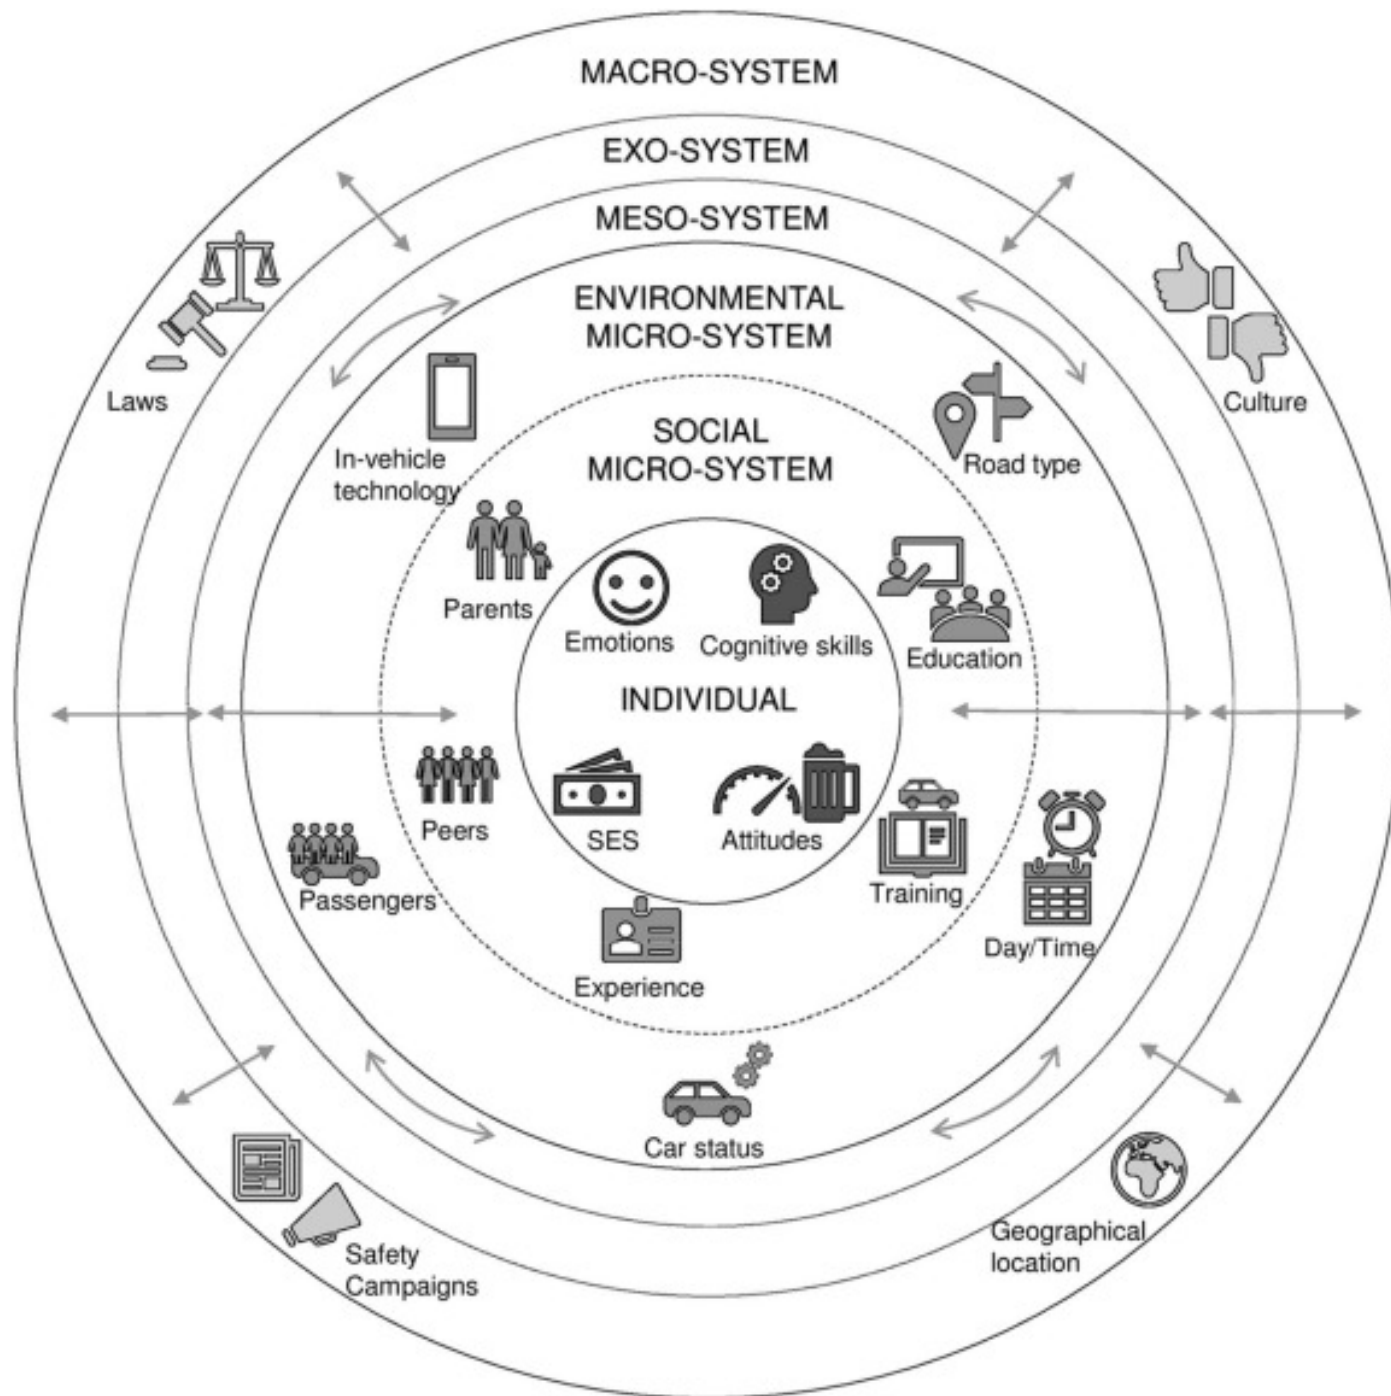 MACRO-SYSTEM
EXO-SYSTEM
MESO-SYSTEM
ENVIRONMENTAL
MICRO-SYSTEM
Laws
Culture
In-vehicle
technology
SOCIAL
MICRO-SYSTEM
Road type
Parents
Emotions
Cognitive skills
Education
INDIVIDUAL
Peers
SES
Attitudes
Training
Passengers
Day/Time
Experience
Car status
Safety
Campaigns
Geographical
location